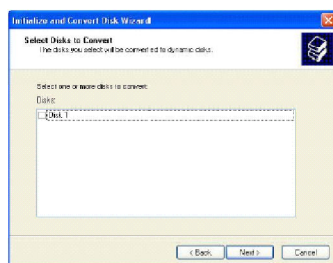 Initialize and Convert Disk Wizard
Select Disks to Convert
The disks you select will be converted to dynamic disks.
Select one or more disks to convert.
Disks:
Disk 1
< Back Next > Cancel